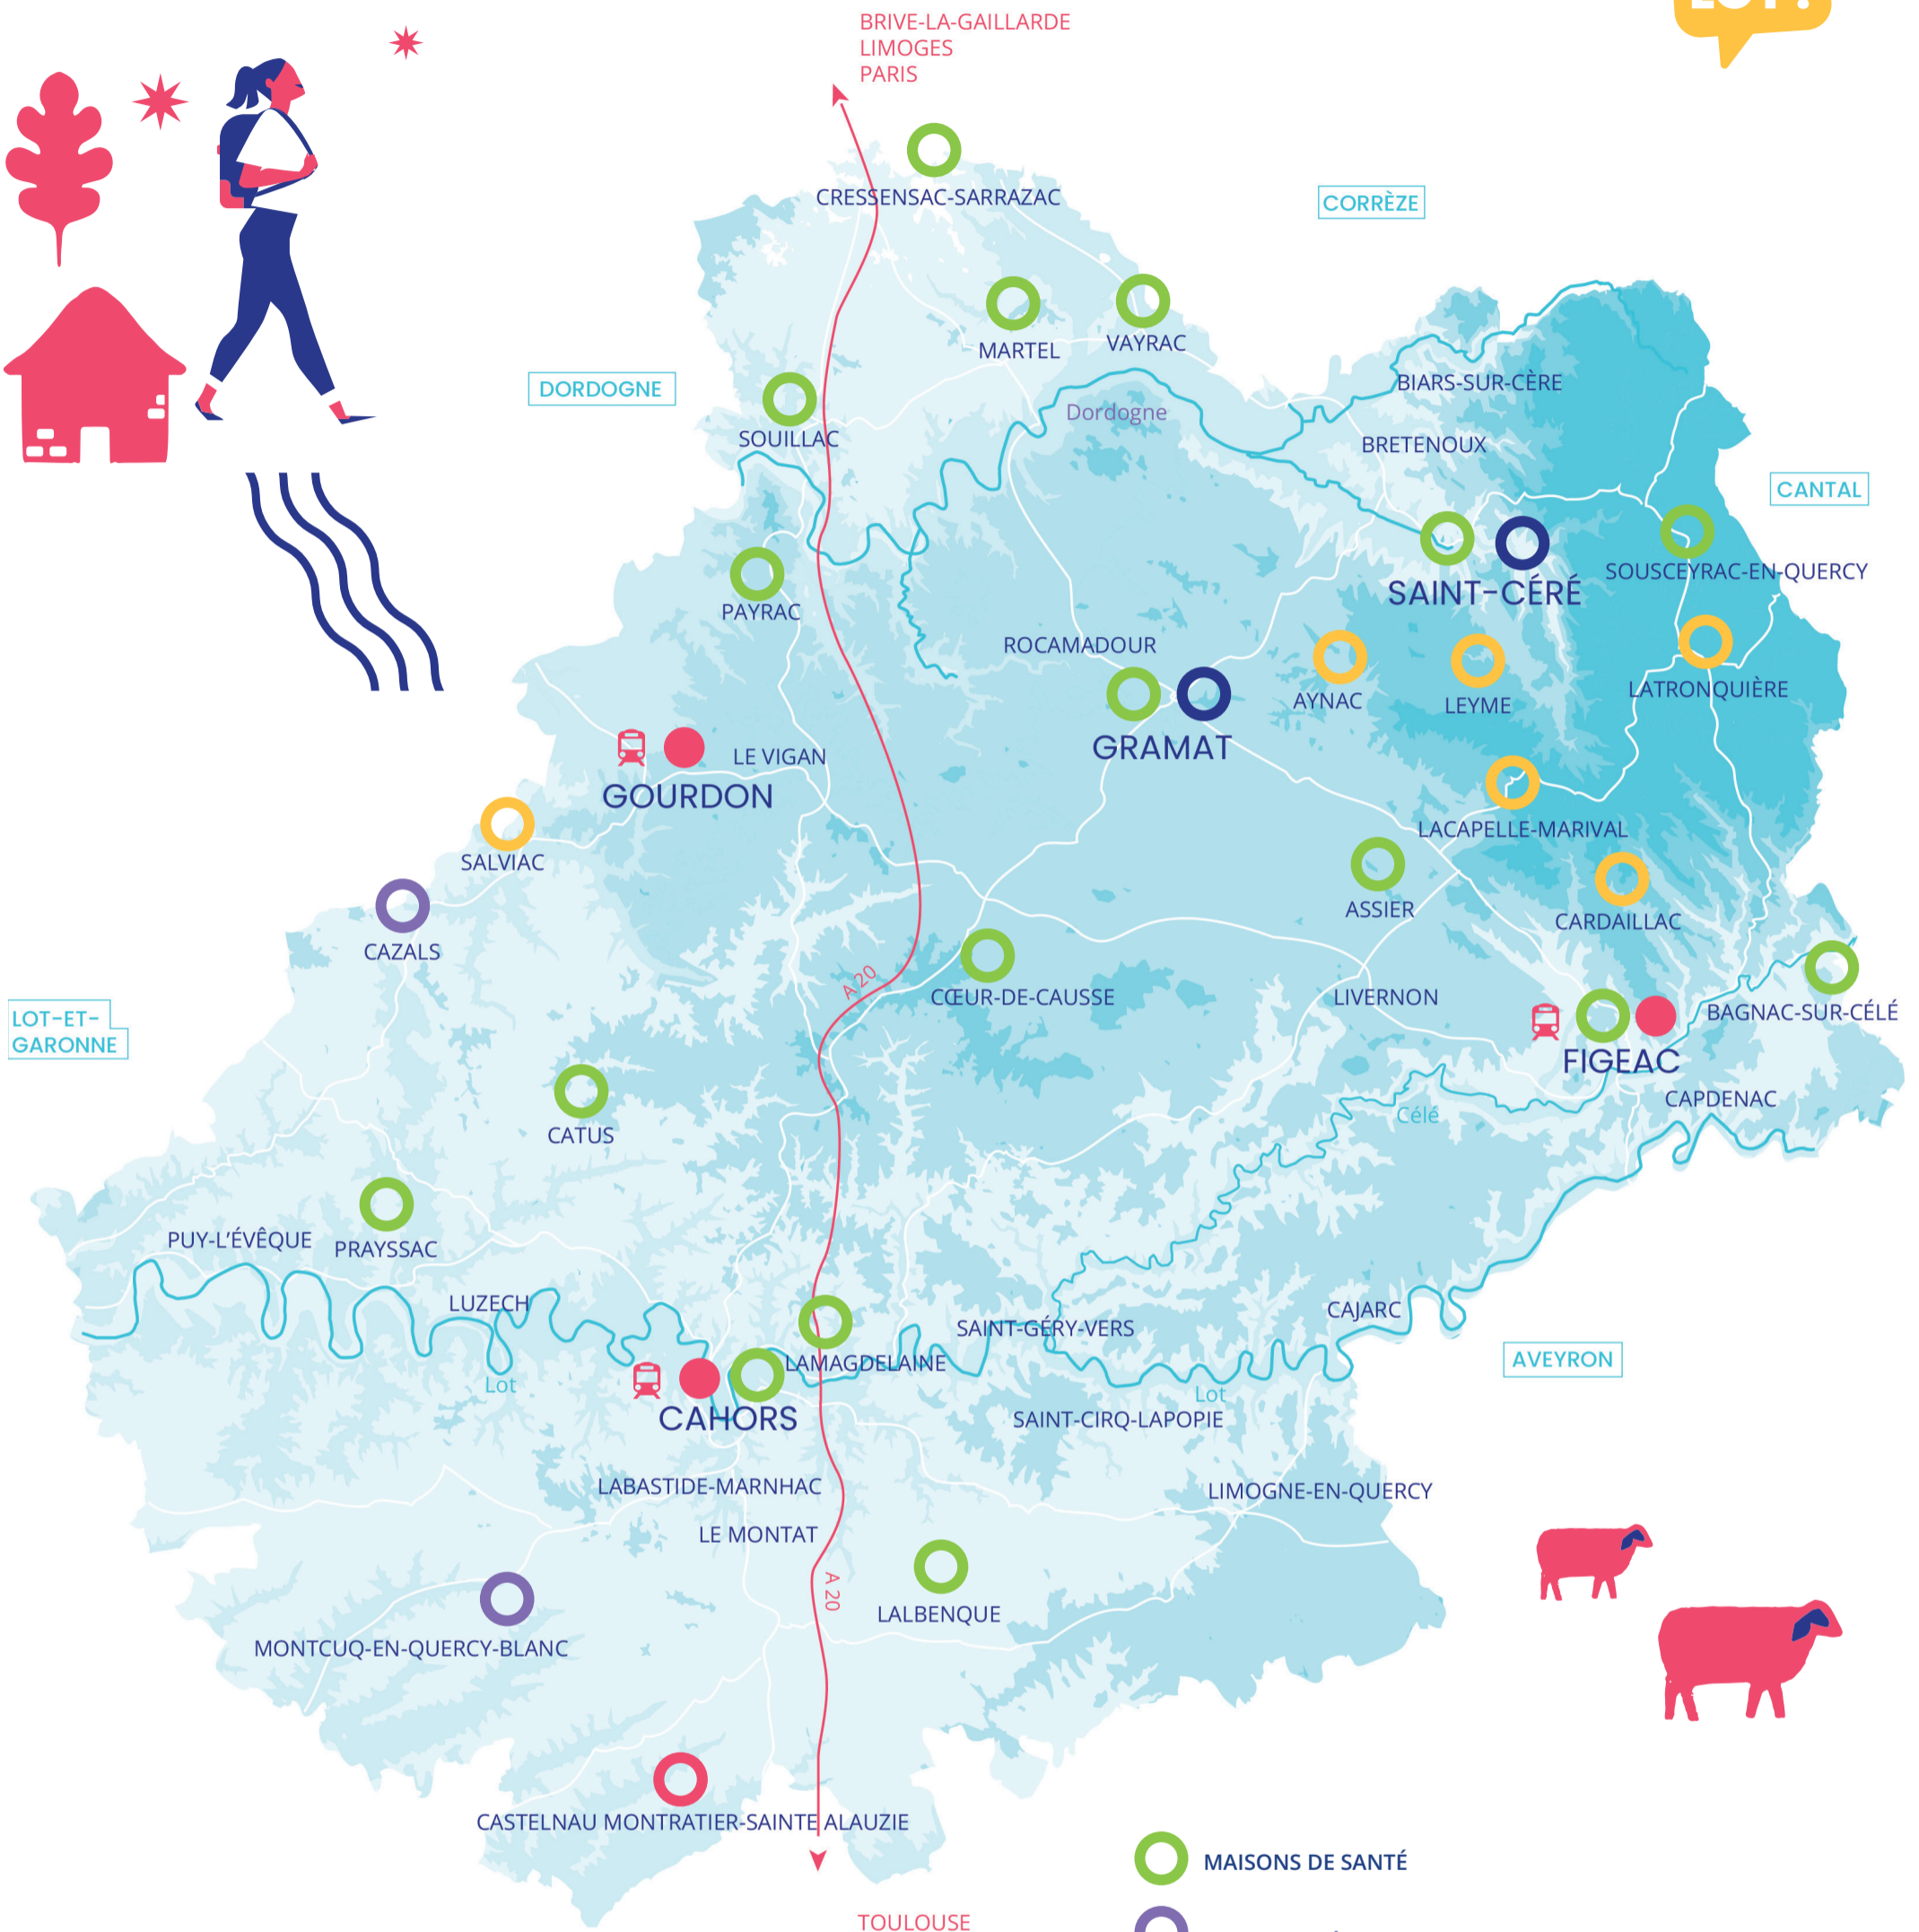 BRIVE-LA-GAILLARDE
LIMOGES
PARIS
CRESSENSAC-SARRAZAC
CORRÈZE
MARTEL
VAYRAC
DORDOGNE
BIARS-SUR-CÈRE
Dordogne
SOUILLAC
BRETENOUX
CANTAL
SOUSCEYRAC-EN-QUERCY
SAINT-CÉRÉ
PAYRAC
ROCAMADOUR
AYNAC
LEYME
LATRONQUIÈRE
GRAMAT
LE VIGAN
GOURDON
LACAPELLE-MARIVAL
SALVIAC
ASSIER
CARDAILLAC
CAZALS
A 20
CŒUR-DE-CAUSSE
LIVERNON
BAGNAC-SUR-CÉLÉ
LOT-ET-
GARONNE
FIGEAC
CAPDENAC
Célé
CATUS
PUY-L'ÉVÊQUE
PRAYSSAC
LUZECH
CAJARC
SAINT-GÉRY-VERS
LAMAGDELAINE
AVEYRON
Lot
Lot
CAHORS
SAINT-CIRQ-LAPOPIE
LABASTIDE-MARNHAC
LIMOGNE-EN-QUERCY
LE MONTAT
A 20
LALBENQUE
MONTCUQ-EN-QUERCY-BLANC
CASTELNAU MONTRATIER-SAINTE ALAUZIE
MAISONS DE SANTÉ
TOULOUSE